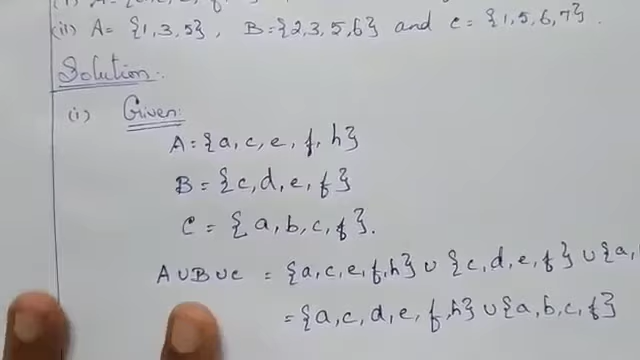 (ii) A = {1, 3, 5}, B = {2, 3, 5, 6} and C = {1, 5, 6, 7}.
Solution:
(i) Given:
A = {a, c, e, f, h}
B = {c, d, e, f}
C = {a, b, c, f}.
A ∪ B ∪ C = {a, c, e, f, h} ∪ {c, d, e, f} ∪ {a,
= {a, c, d, e, f, h} ∪ {a, b, c, f}